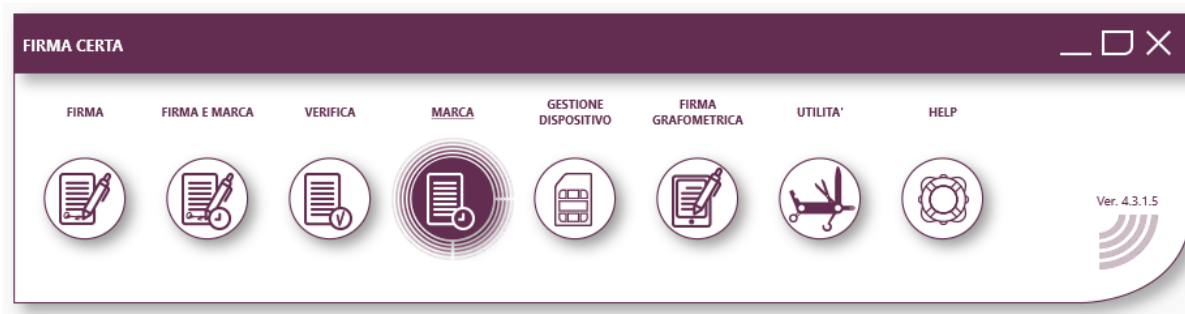 FIRMA CERTA
FIRMA
FIRMA E MARCA
VERIFICA
MARCA
GESTIONE
DISPOSITIVO
FIRMA
GRAFOMETRICA
UTILITA'
HELP
Ver. 4.3.1.5